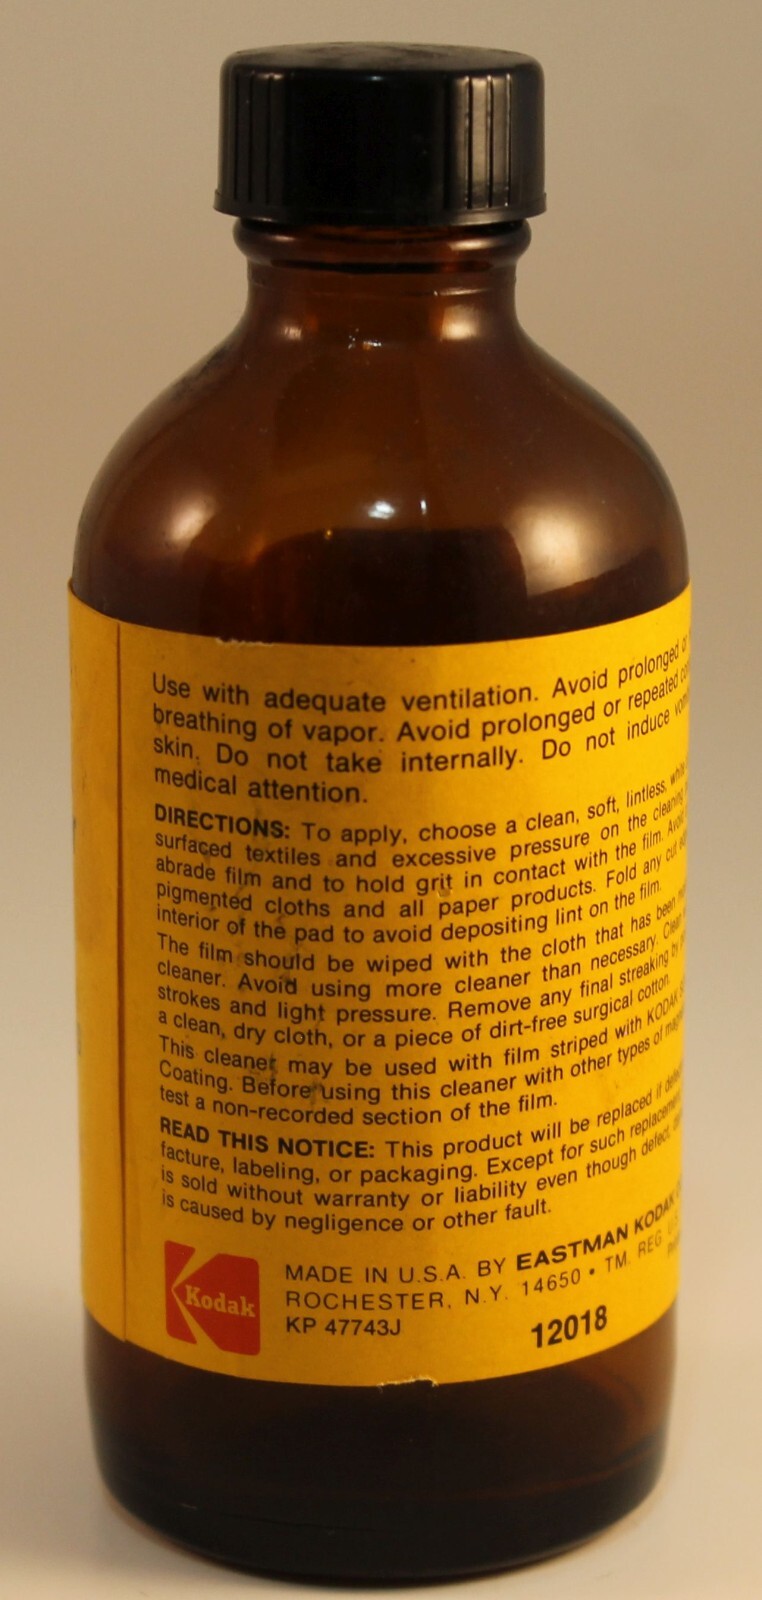 Use with adequate ventilation. Avoid prolonged or
breathing of vapor. Avoid prolonged or repeated
skin. Do not take internally. Do not induce
medical attention.
DIRECTIONS: To apply, choose a clean, soft, lintless, white
surfaced textiles and excessive pressure on the cleaning
abrade film and to hold grit in contact with the film. Avoid
pigmented cloths and all paper products. Fold any cut
interior of the pad to avoid depositing lint on the film.
The film should be wiped with the cloth that has been
cleaner. Avoid using more cleaner than necessary. Clean
strokes and light pressure. Remove any final streaking by
a clean, dry cloth, or a piece of dirt-free surgical cotton.
This cleaner may be used with film striped with KODAK
Coating. Before using this cleaner with other types of
test a non-recorded section of the film.
READ THIS NOTICE: This product will be replaced if
facture, labeling, or packaging. Except for such replacement
is sold without warranty or liability even though defect,
is caused by negligence or other fault.
Kodak
MADE IN U.S.A. BY EASTMAN KODAK
ROCHESTER, N.Y. 14650 • TM. REG. U.S.
KP 47743J
12018